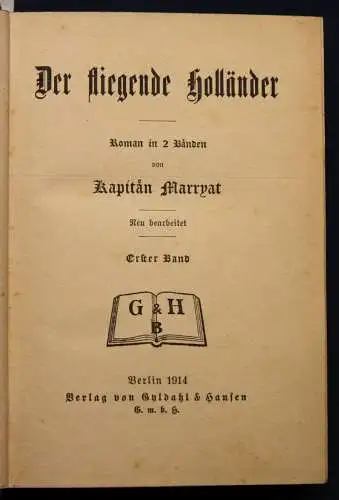 Der fliegende Holländer
Roman in 2 Bänden
von
Kapitän Marryat
Neu bearbeitet
Erster Band
G & H
B
Berlin 1914
Verlag von Gyldahl & Hansen
G. m. b. H.